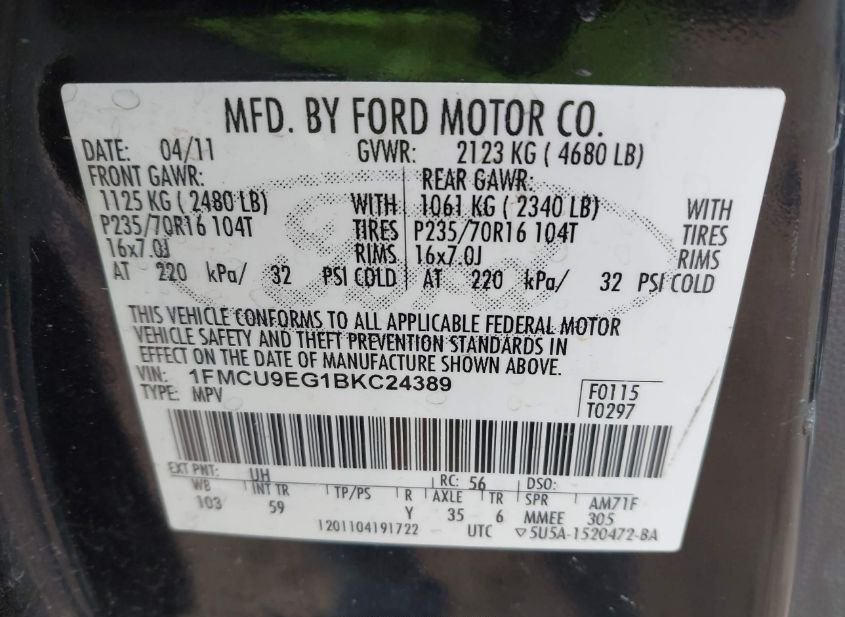 MFD. BY FORD MOTOR CO.
DATE: 04/11 GVWR: 2123 KG ( 4680 LB)
FRONT GAWR: REAR GAWR:
1125 KG ( 2480 LB) WITH 1061 KG ( 2340 LB) WITH
P235/70R16 104T TIRES P235/70R16 104T TIRES
16x7.0J RIMS 16x7.0J RIMS
AT 220 kPa/ 32 PSI COLD AT 220 kPa/ 32 PSI COLD
THIS VEHICLE CONFORMS TO ALL APPLICABLE FEDERAL MOTOR
VEHICLE SAFETY AND THEFT PREVENTION STANDARDS IN
EFFECT ON THE DATE OF MANUFACTURE SHOWN ABOVE.
VIN: 1FMCU9EG1BKC24389
TYPE: MPV
F0115
T0297
EXT PNT: UH RC: 56 DSO:
WB INT TR TP/PS R AXLE TR SPR AM71F
103 59 Y 35 6 MMEE 305
1201104191722 UTC ▽5U5A-1520472-BA